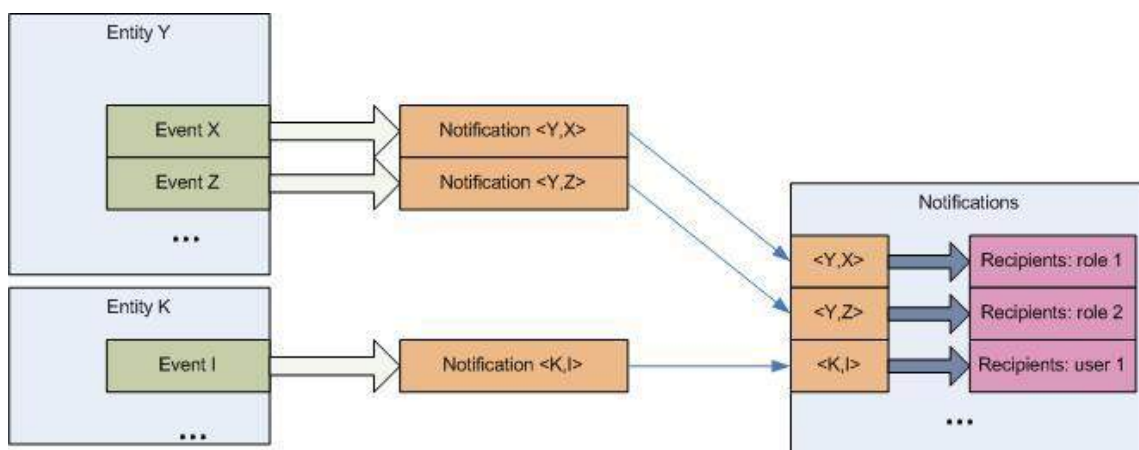 Entity Y
Event X
Notification <Y,X>
Event Z
Notification <Y,Z>
...
Notifications
<Y,X>
Recipients: role 1
<Y,Z>
Recipients: role 2
Entity K
Event I
Notification <K,I>
<K,I>
Recipients: user 1
...
...